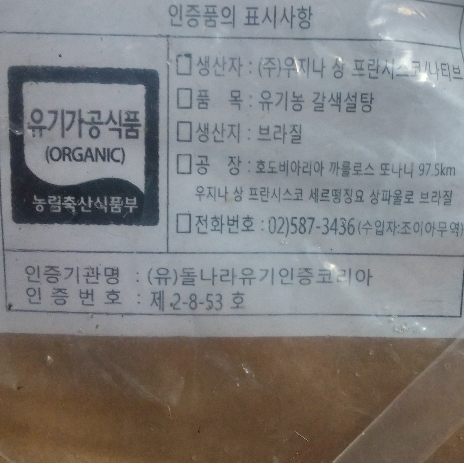 인증품의 표시사항
유기가공식품
(ORGANIC)
농림축산식품부
생산자 : (주)우지나 상 프란시스코/나티브
품 목 : 유기농 갈색설탕
생산지 : 브라질
공 장 : 호도비아리아 까를로스 또나니 97.5km
우지나 상 프란시스코 세르떵징요 상파울로 브라질
전화번호 : 02)587-3436 (수입자:조이아무역)
인증기관명 : (유)돌나라유기인증코리아
인 증 번 호 : 제 2-8-53 호